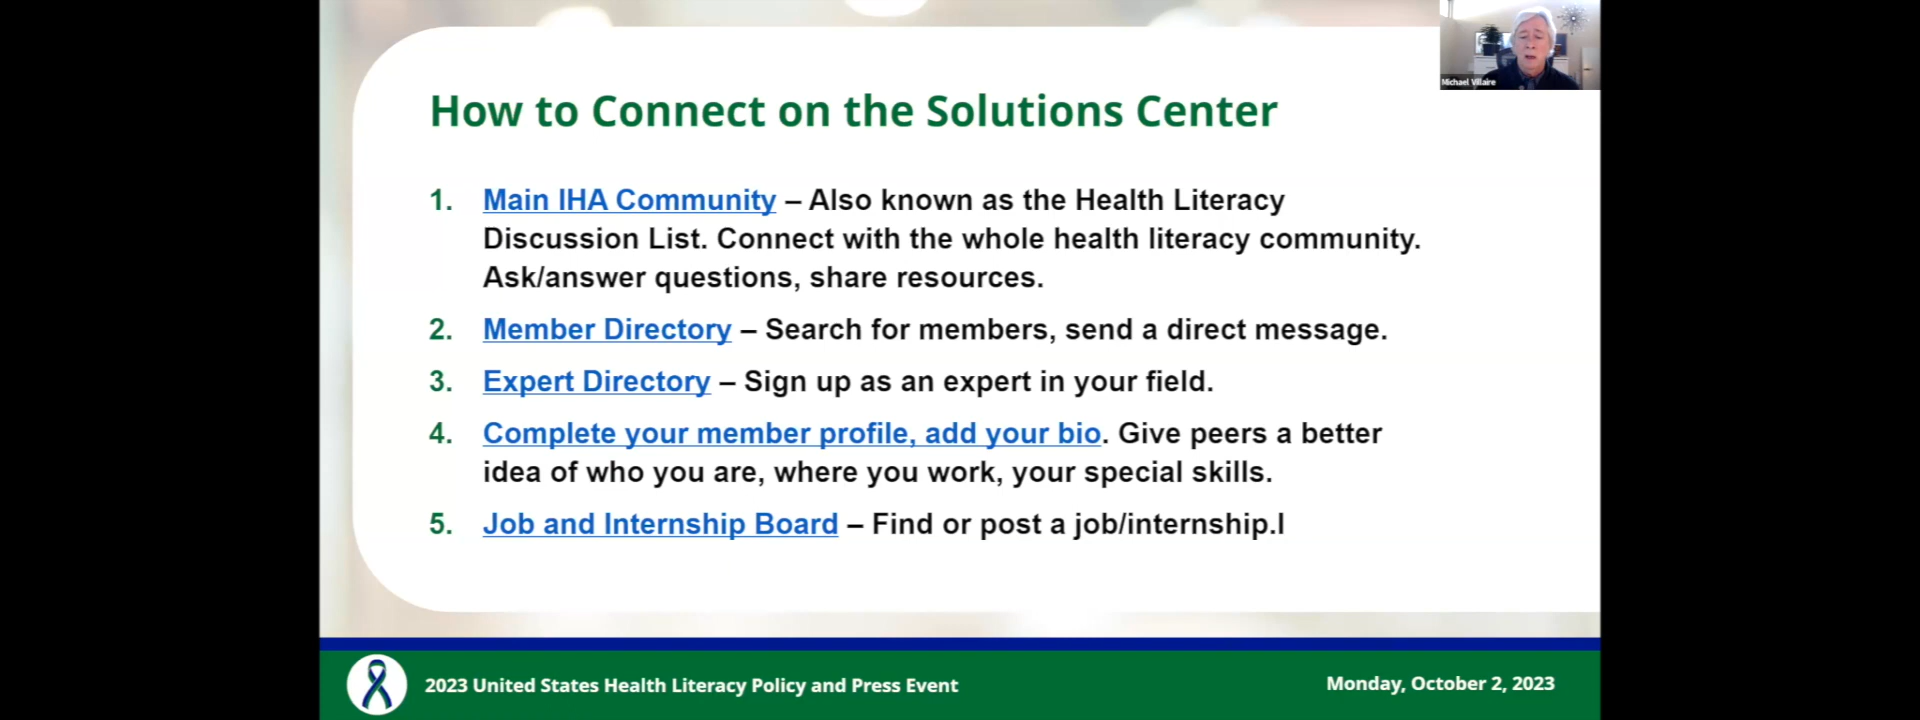 Michael Villaire
How to Connect on the Solutions Center
1. Main IHA Community – Also known as the Health Literacy
Discussion List. Connect with the whole health literacy community.
Ask/answer questions, share resources.
2. Member Directory – Search for members, send a direct message.
3. Expert Directory – Sign up as an expert in your field.
4. Complete your member profile, add your bio. Give peers a better
idea of who you are, where you work, your special skills.
5. Job and Internship Board – Find or post a job/internship.l
2023 United States Health Literacy Policy and Press Event
Monday, October 2, 2023